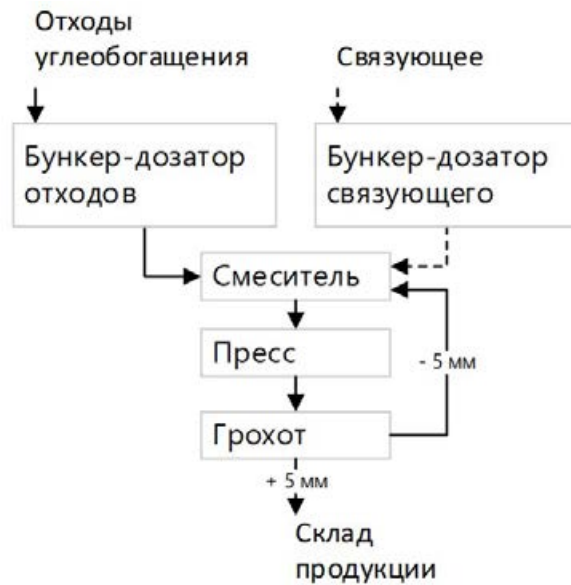 Отходы
углеобогащения
Связующее
Бункер-дозатор
отходов
Бункер-дозатор
связующего
Смеситель
Пресс
- 5 мм
Грохот
+ 5 мм
Склад
продукции